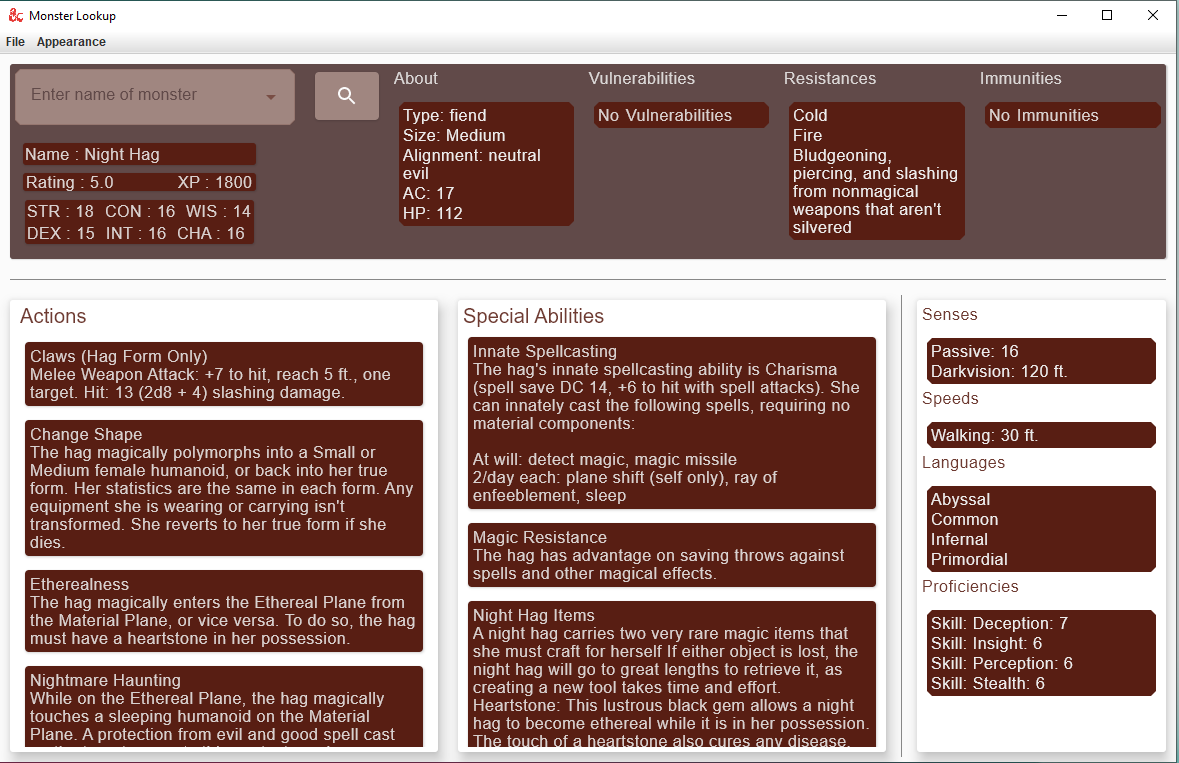 Monster Lookup
File Appearance
Enter name of monster
Name : Night Hag
Rating : 5.0 XP : 1800
STR : 18 CON : 16 WIS : 14
DEX : 15 INT : 16 CHA : 16
About
Type: fiend
Size: Medium
Alignment: neutral
evil
AC: 17
HP: 112
Vulnerabilities
No Vulnerabilities
Resistances
Cold
Fire
Bludgeoning,
piercing, and slashing
from nonmagical
weapons that aren't
silvered
Immunities
No Immunities
Actions
Claws (Hag Form Only)
Melee Weapon Attack: +7 to hit, reach 5 ft., one
target. Hit: 13 (2d8 + 4) slashing damage.
Change Shape
The hag magically polymorphs into a Small or
Medium female humanoid, or back into her true
form. Her statistics are the same in each form. Any
equipment she is wearing or carrying isn't
transformed. She reverts to her true form if she
dies.
Etherealness
The hag magically enters the Ethereal Plane from
the Material Plane, or vice versa. To do so, the hag
must have a heartstone in her possession.
Nightmare Haunting
While on the Ethereal Plane, the hag magically
touches a sleeping humanoid on the Material
Plane. A protection from evil and good spell cast
Special Abilities
Innate Spellcasting
The hag's innate spellcasting ability is Charisma
(spell save DC 14, +6 to hit with spell attacks). She
can innately cast the following spells, requiring no
material components:
At will: detect magic, magic missile
2/day each: plane shift (self only), ray of
enfeeblement, sleep
Magic Resistance
The hag has advantage on saving throws against
spells and other magical effects.
Night Hag Items
A night hag carries two very rare magic items that
she must craft for herself If either object is lost, the
night hag will go to great lengths to retrieve it, as
creating a new tool takes time and effort.
Heartstone: This lustrous black gem allows a night
hag to become ethereal while it is in her possession.
The touch of a heartstone also cures any disease.
Senses
Passive: 16
Darkvision: 120 ft.
Speeds
Walking: 30 ft.
Languages
Abyssal
Common
Infernal
Primordial
Proficiencies
Skill: Deception: 7
Skill: Insight: 6
Skill: Perception: 6
Skill: Stealth: 6